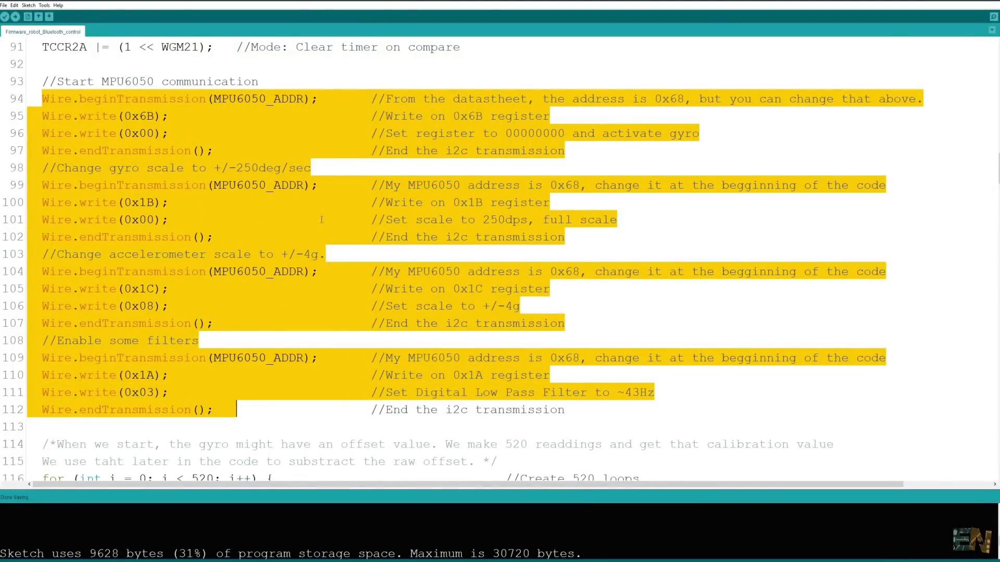 File Edit Sketch Tools Help
Firmware_robot_Bluetooth_control
91 TCCR2A |= (1 << WGM21); //Mode: Clear timer on compare
92
93 //Start MPU6050 communication
94 Wire.beginTransmission(MPU6050_ADDR); //From the datastheet, the address is 0x68, but you can change that above.
95 Wire.write(0x6B); //Write on 0x6B register
96 Wire.write(0x00); //Set register to 00000000 and activate gyro
97 Wire.endTransmission(); //End the i2c transmission
98 //Change gyro scale to +/-250deg/sec
99 Wire.beginTransmission(MPU6050_ADDR); //My MPU6050 address is 0x68, change it at the begginning of the code
100 Wire.write(0x1B); //Write on 0x1B register
101 Wire.write(0x00); //Set scale to 250dps, full scale
102 Wire.endTransmission(); //End the i2c transmission
103 //Change accelerometer scale to +/-4g.
104 Wire.beginTransmission(MPU6050_ADDR); //My MPU6050 address is 0x68, change it at the begginning of the code
105 Wire.write(0x1C); //Write on 0x1C register
106 Wire.write(0x08); //Set scale to +/-4g
107 Wire.endTransmission(); //End the i2c transmission
108 //Enable some filters
109 Wire.beginTransmission(MPU6050_ADDR); //My MPU6050 address is 0x68, change it at the begginning of the code
110 Wire.write(0x1A); //Write on 0x1A register
111 Wire.write(0x03); //Set Digital Low Pass Filter to ~43Hz
112 Wire.endTransmission(); //End the i2c transmission
113
114 /*When we start, the gyro might have an offset value. We make 520 readdings and get that calibration value
115 We use taht later in the code to substract the raw offset. */
116 for (int i = 0; i < 520; i++) { //Create 520 loops
Done Saving.
EN
Sketch uses 9628 bytes (31%) of program storage space. Maximum is 30720 bytes.